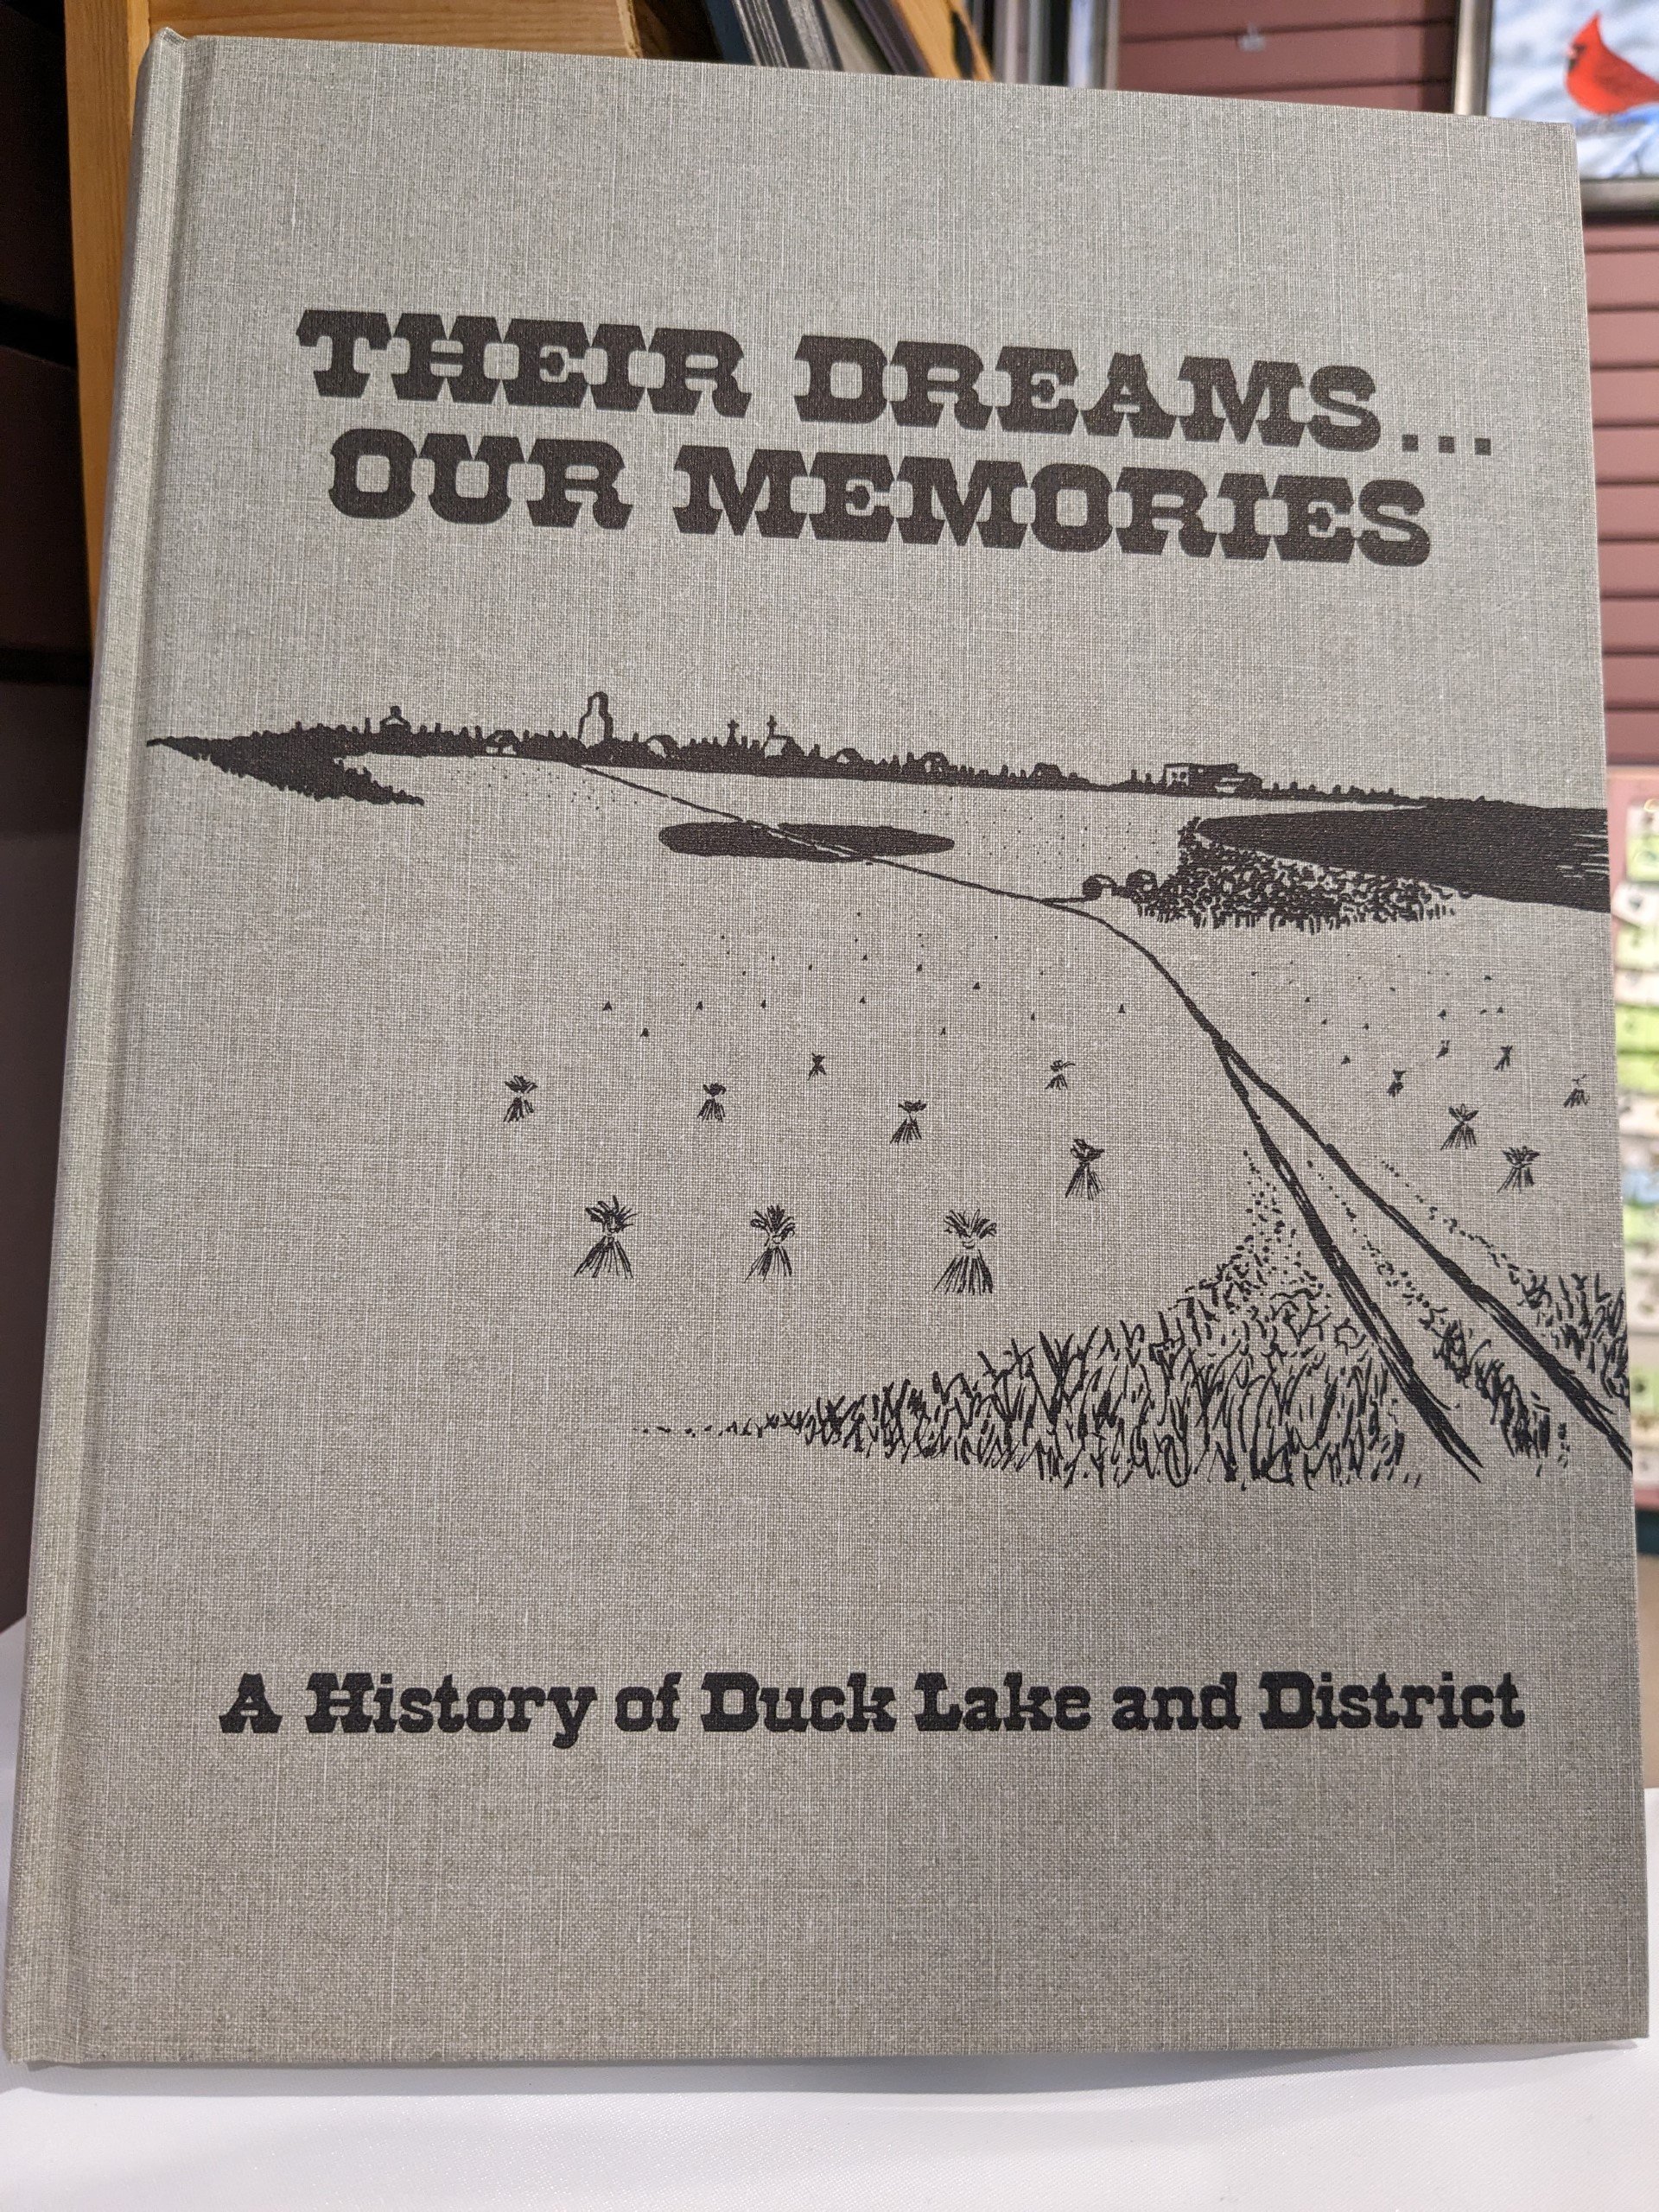 THEIR DREAMS...
OUR MEMORIES
A History of Duck Lake and District